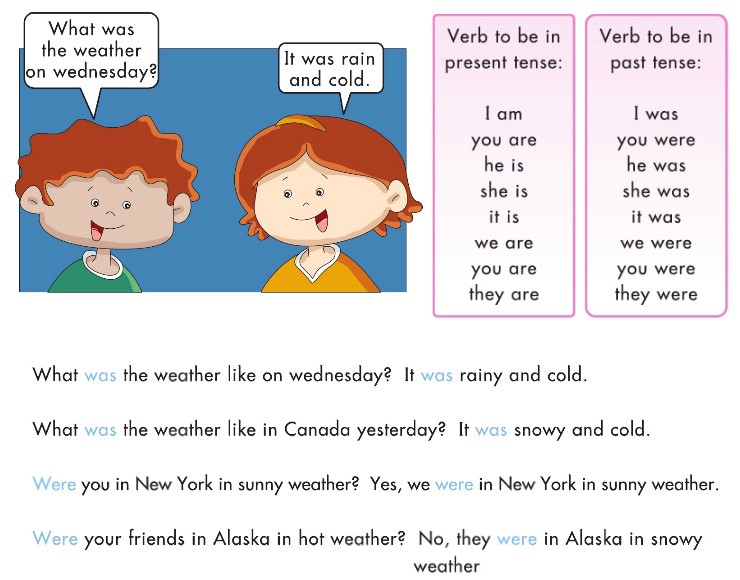 What was
the weather
on wednesday?
It was rain
and cold.
Verb to be in
present tense:
I am
you are
he is
she is
it is
we are
you are
they are
Verb to be in
past tense:
I was
you were
he was
she was
it was
we were
you were
they were
What was the weather like on wednesday? It was rainy and cold.
What was the weather like in Canada yesterday? It was snowy and cold.
Were you in New York in sunny weather? Yes, we were in New York in sunny weather.
Were your friends in Alaska in hot weather? No, they were in Alaska in snowy
weather